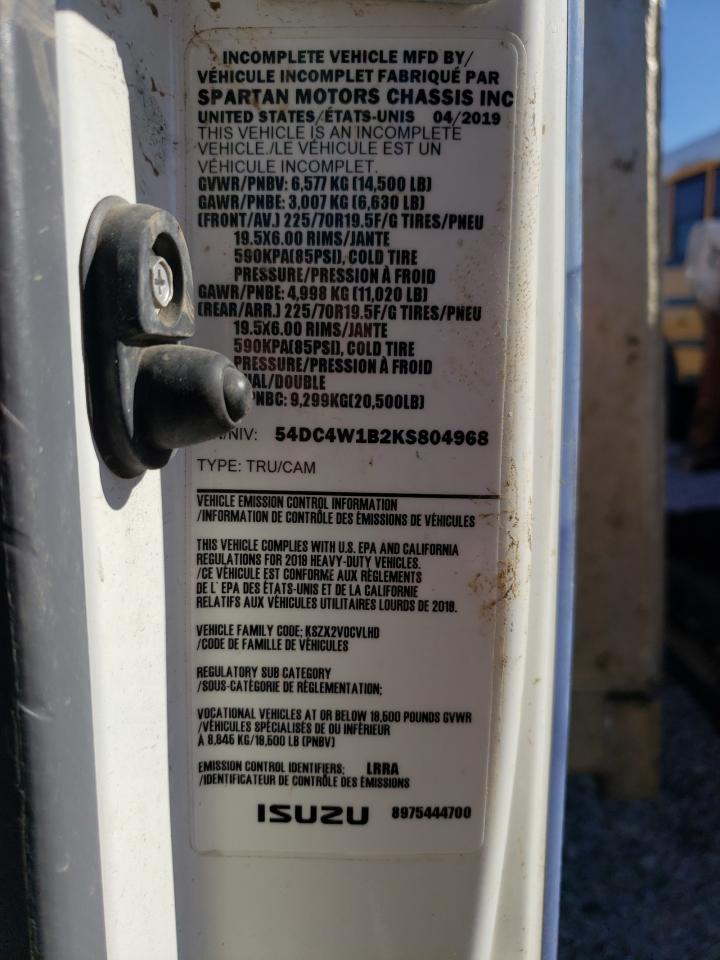 INCOMPLETE VEHICLE MFD BY/
VÉHICULE INCOMPLET FABRIQUÉ PAR
SPARTAN MOTORS CHASSIS INC
UNITED STATES/ÉTATS-UNIS 04/2019
THIS VEHICLE IS AN INCOMPLETE
VEHICLE./LE VÉHICULE EST UN
VÉHICULE INCOMPLET.
GVWR/PNBV: 6,577 KG (14,500 LB)
GAWR/PNBE: 3,007 KG (6,630 LB)
(FRONT/AV.) 225/70R19.5F/G TIRES/PNEU
19.5X6.00 RIMS/JANTE
590KPA(85PSI), COLD TIRE
PRESSURE/PRESSION À FROID
GAWR/PNBE: 4,998 KG (11,020 LB)
(REAR/ARR.) 225/70R19.5F/G TIRES/PNEU
19.5X6.00 RIMS/JANTE
590KPA(85PSI), COLD TIRE
PRESSURE/PRESSION À FROID
/DOUBLE
PNBC: 9,299KG(20,500LB)
/NIV: 54DC4W1B2KS804968
TYPE: TRU/CAM
VEHICLE EMISSION CONTROL INFORMATION
/INFORMATION DE CONTRÔLE DES ÉMISSIONS DE VÉHICULES
THIS VEHICLE COMPLIES WITH U.S. EPA AND CALIFORNIA
REGULATIONS FOR 2019 HEAVY-DUTY VEHICLES.
/CE VÉHICULE EST CONFORME AUX RÈGLEMENTS
DE L' EPA DES ÉTATS-UNIS ET DE LA CALIFORNIE
RELATIFS AUX VÉHICULES UTILITAIRES LOURDS DE 2019.
VEHICLE FAMILY CODE: KSZX2VOCVLHD
/CODE DE FAMILLE DE VÉHICULES
REGULATORY SUB CATEGORY
/SOUS-CATÉGORIE DE RÉGLEMENTATION;
VOCATIONAL VEHICLES AT OR BELOW 19,500 POUNDS GVWR
/VÉHICULES SPÉCIALISÉS DE OU INFÉRIEUR
À 8,845 KG/19,500 LB (PNBV)
EMISSION CONTROL IDENTIFIERS; LRRA
/IDENTIFICATEUR DE CONTRÔLE DES ÉMISSIONS
ISUZU 8975444700